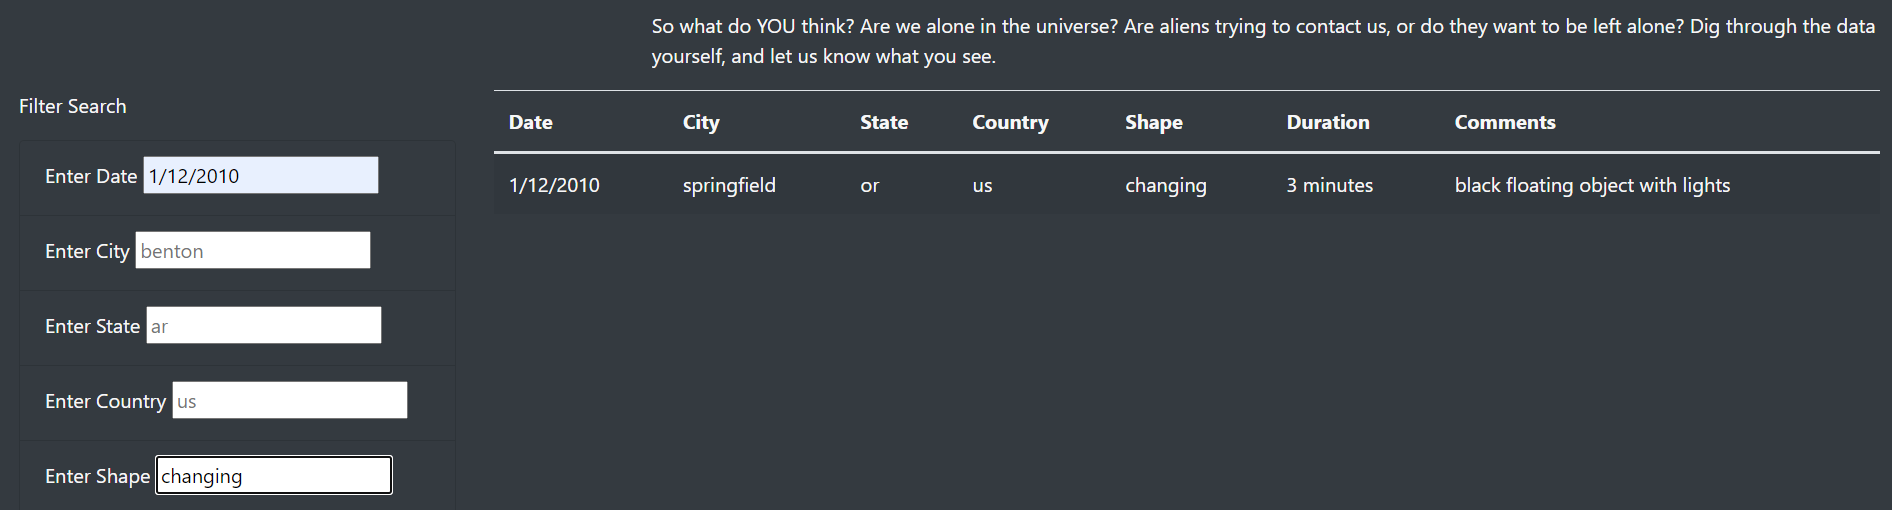 So what do YOU think? Are we alone in the universe? Are aliens trying to contact us, or do they want to be left alone? Dig through the data
yourself, and let us know what you see.
Filter Search
Enter Date 1/12/2010
Enter City benton
Enter State ar
Enter Country us
Enter Shape changing
Date City State Country Shape Duration Comments
1/12/2010 springfield or us changing 3 minutes black floating object with lights